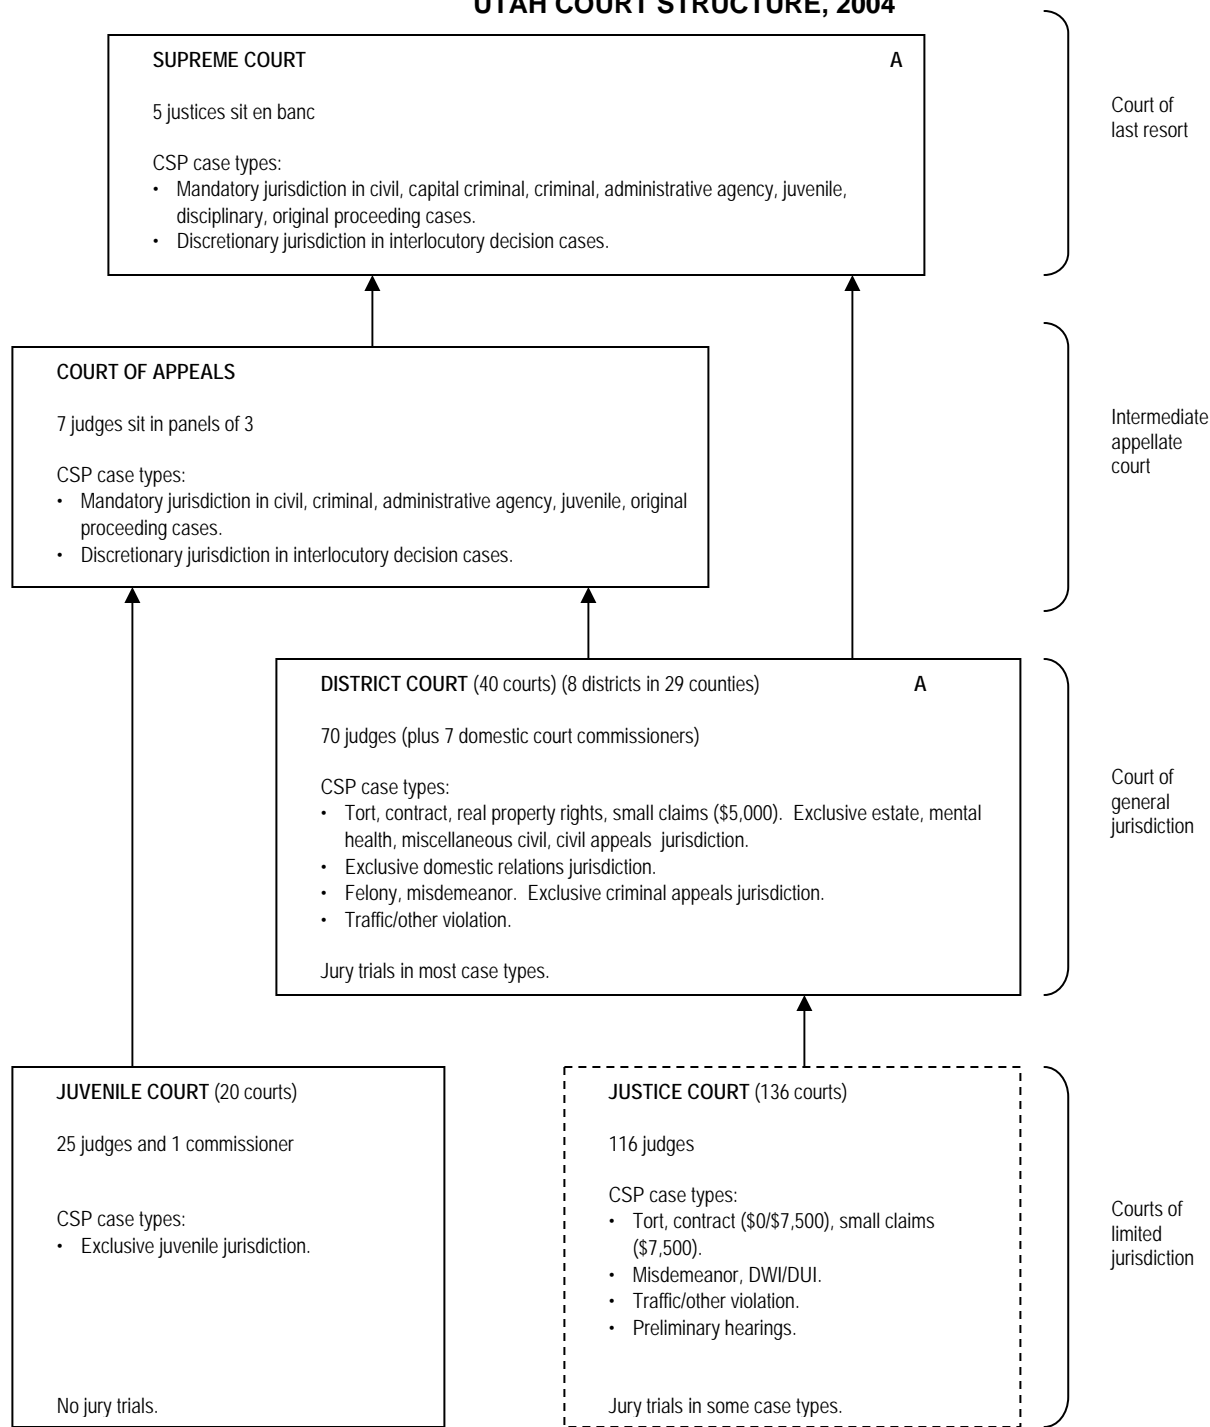 UTAH COURT STRUCTURE, 2004
SUPREME COURT A
5 justices sit en banc
CSP case types:
• Mandatory jurisdiction in civil, capital criminal, criminal, administrative agency, juvenile,
disciplinary, original proceeding cases.
• Discretionary jurisdiction in interlocutory decision cases.
Court of
last resort
COURT OF APPEALS
7 judges sit in panels of 3
CSP case types:
• Mandatory jurisdiction in civil, criminal, administrative agency, juvenile, original
proceeding cases.
• Discretionary jurisdiction in interlocutory decision cases.
Intermediate
appellate
court
DISTRICT COURT (40 courts) (8 districts in 29 counties) A
70 judges (plus 7 domestic court commissioners)
CSP case types:
• Tort, contract, real property rights, small claims ($5,000). Exclusive estate, mental
health, miscellaneous civil, civil appeals jurisdiction.
• Exclusive domestic relations jurisdiction.
• Felony, misdemeanor. Exclusive criminal appeals jurisdiction.
• Traffic/other violation.
Jury trials in most case types.
Court of
general
jurisdiction
JUVENILE COURT (20 courts)
25 judges and 1 commissioner
CSP case types:
• Exclusive juvenile jurisdiction.
No jury trials.
JUSTICE COURT (136 courts)
116 judges
CSP case types:
• Tort, contract ($0/$7,500), small claims
($7,500).
• Misdemeanor, DWI/DUI.
• Traffic/other violation.
• Preliminary hearings.
Jury trials in some case types.
Courts of
limited
jurisdiction